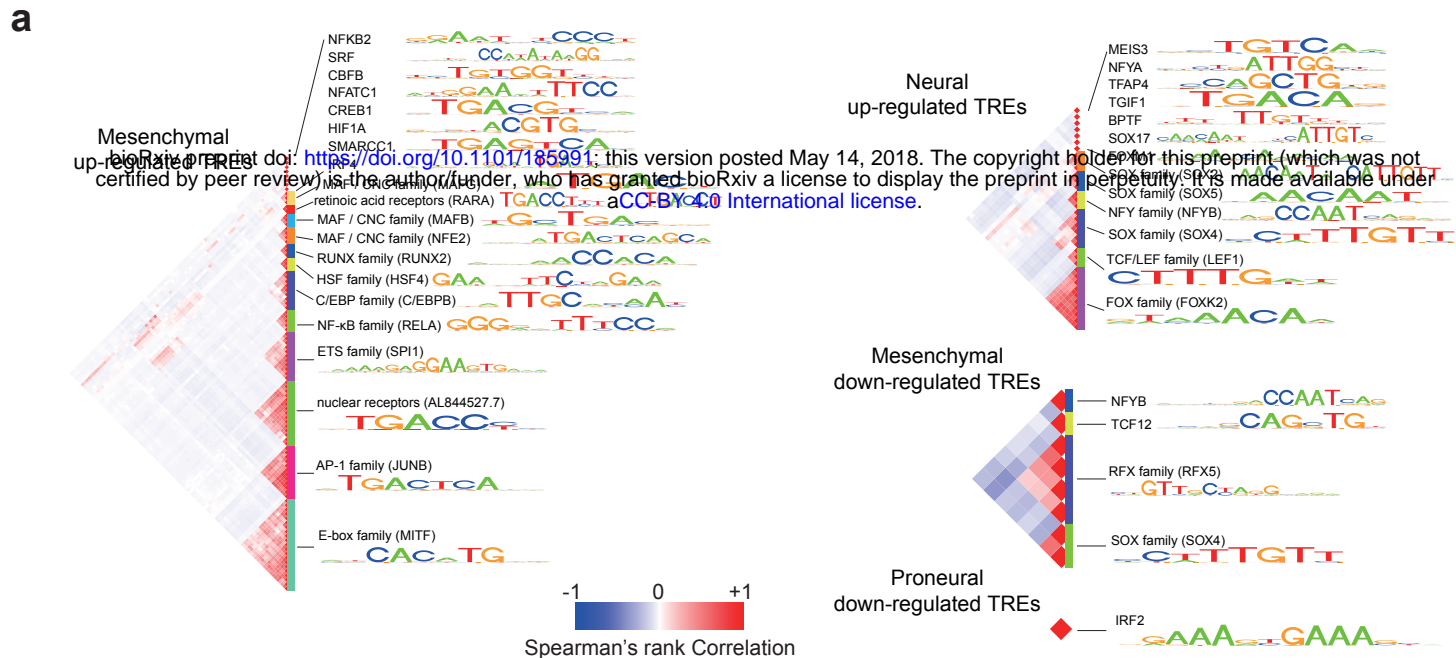 a
NFKB2
SRF
CBFB
NFATC1
CREB1
HIF1A
SMARCC1
IRF4
Mesenchymal
up-regulated TREs
MAF / CNC family (MAFG)
retinoic acid receptors (RARA)
MAF / CNC family (MAFB)
MAF / CNC family (NFE2)
RUNX family (RUNX2)
HSF family (HSF4)
C/EBP family (C/EBPB)
NF-κB family (RELA)
ETS family (SPI1)
nuclear receptors (AL844527.7)
AP-1 family (JUNB)
E-box family (MITF)
bioRxiv preprint doi: https://doi.org/10.1101/185991; this version posted May 14, 2018. The copyright holder for this preprint (which was not
certified by peer review) is the author/funder, who has granted bioRxiv a license to display the preprint in perpetuity. It is made available under
aCC-BY 4.0 International license.
Neural
up-regulated TREs
MEIS3
NFYA
TFAP4
TGIF1
BPTF
SOX17
SOX family (SOX2)
SOX family (SOX5)
NFY family (NFYB)
SOX family (SOX4)
TCF/LEF family (LEF1)
FOX family (FOXK2)
Mesenchymal
down-regulated TREs
NFYB
TCF12
RFX family (RFX5)
SOX family (SOX4)
Proneural
down-regulated TREs
IRF2
-1 0 +1
Spearman's rank Correlation